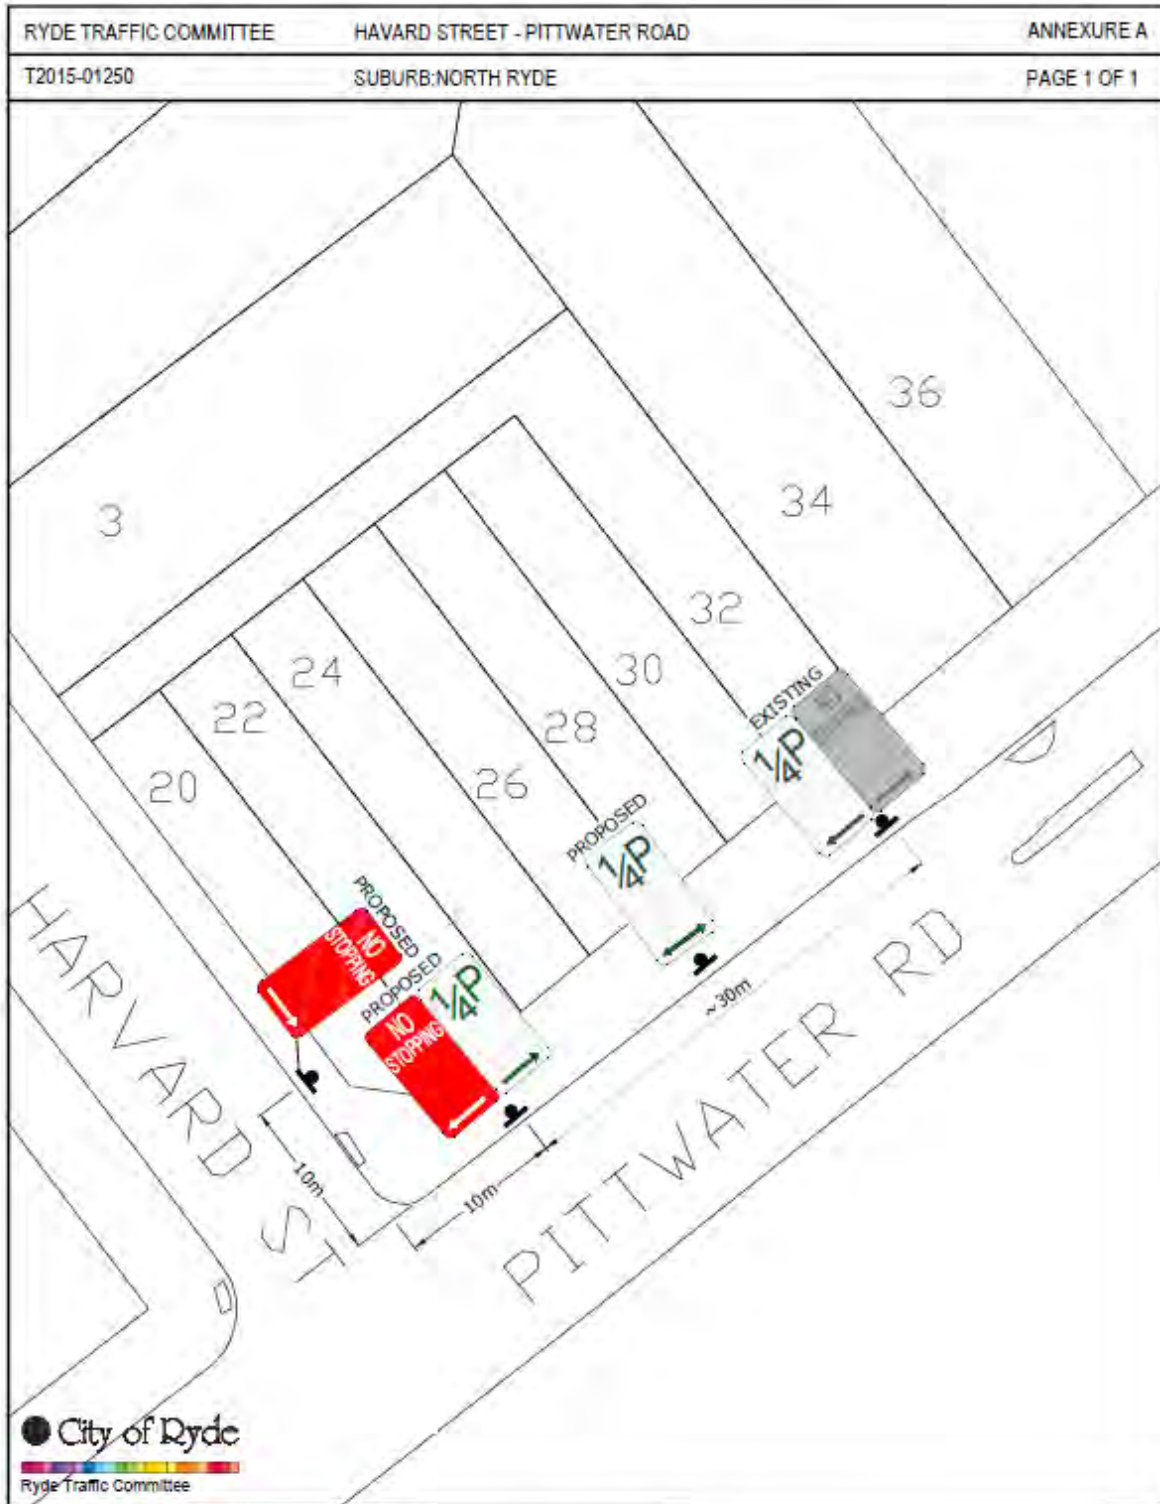 RYDE TRAFFIC COMMITTEE HAVARD STREET - PITTWATER ROAD ANNEXURE A
T2015-01250 SUBURB:NORTH RYDE PAGE 1 OF 1
36
34
3
32
30
24
22
28
26
20
EXISTING
1/4P
PROPOSED
1/4P
PROPOSED
NO
STOPPING
PROPOSED
1/4P
NO
STOPPING
~30m
10m
10m
HARVARD ST
PITTWATER RD
City of Ryde
Ryde Traffic Committee